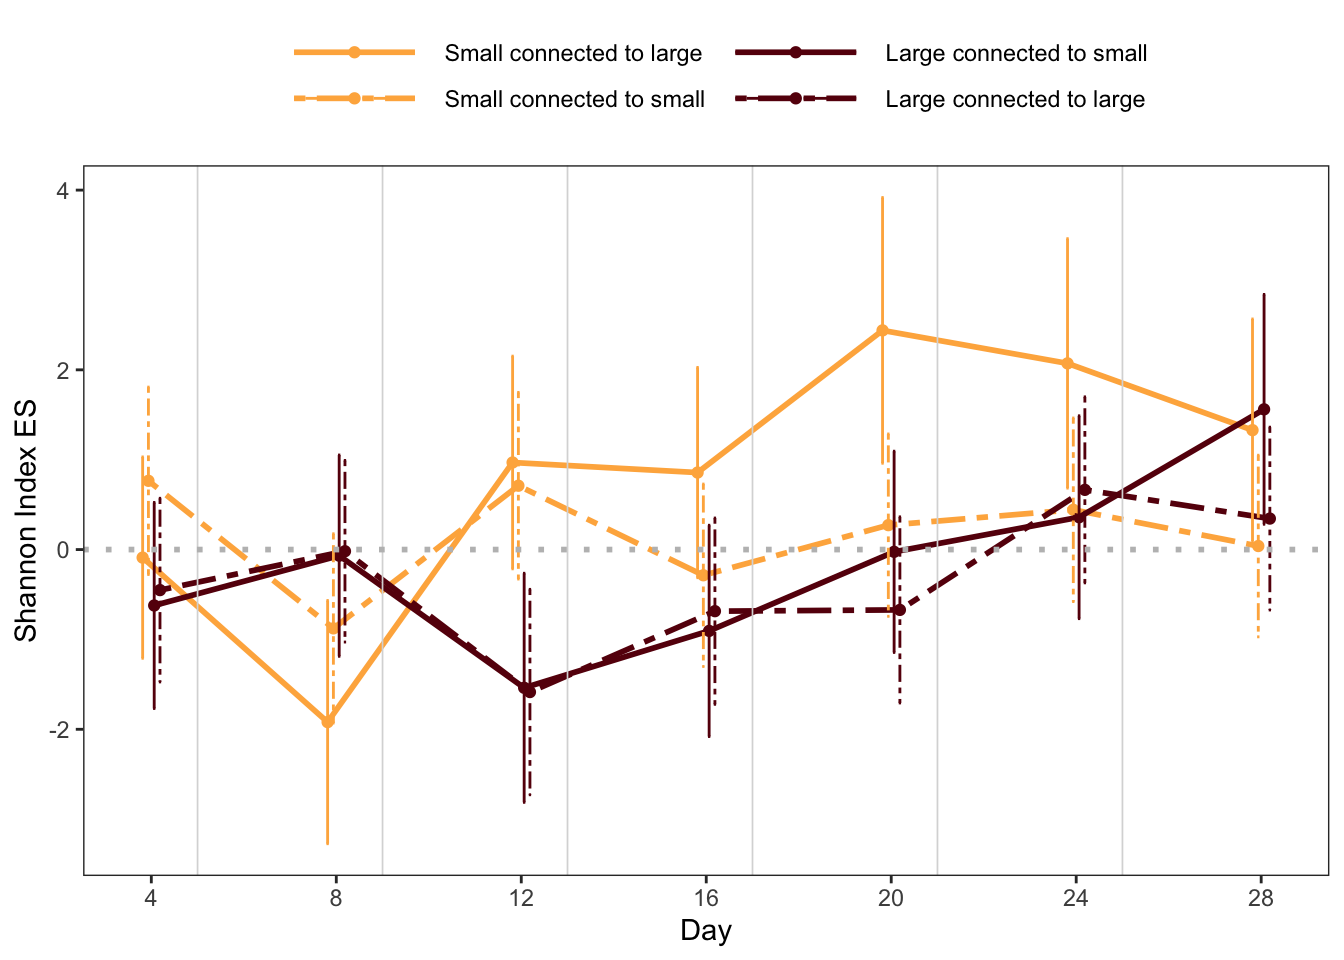 Small connected to large
Large connected to small
Small connected to small
Large connected to large
4
2
0
-2
Shannon Index ES
4 8 12 16 20 24 28
Day